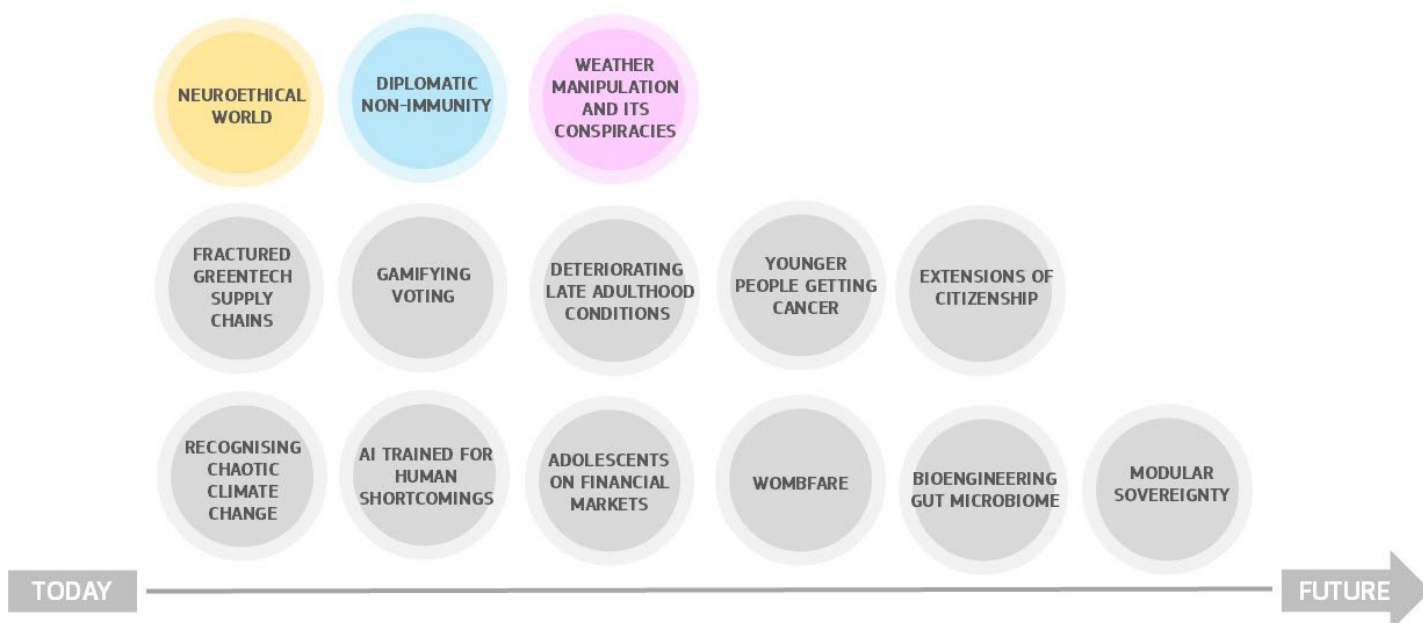 NEUROETHICAL
WORLD
DIPLOMATIC
NON-IMMUNITY
WEATHER
MANIPULATION
AND ITS
CONSPIRACIES
FRACTURED
GREENTECH
SUPPLY
CHAINS
GAMIFYING
VOTING
DETERIORATING
LATE ADULTHOOD
CONDITIONS
YOUNGER
PEOPLE GETTING
CANCER
EXTENSIONS OF
CITIZENSHIP
RECOGNISING
CHAOTIC
CLIMATE
CHANGE
AI TRAINED FOR
HUMAN
SHORTCOMINGS
ADOLESCENTS
ON FINANCIAL
MARKETS
WOMBFARE
BIOENGINEERING
GUT MICROBIOME
MODULAR
SOVEREIGNTY
TODAY
FUTURE